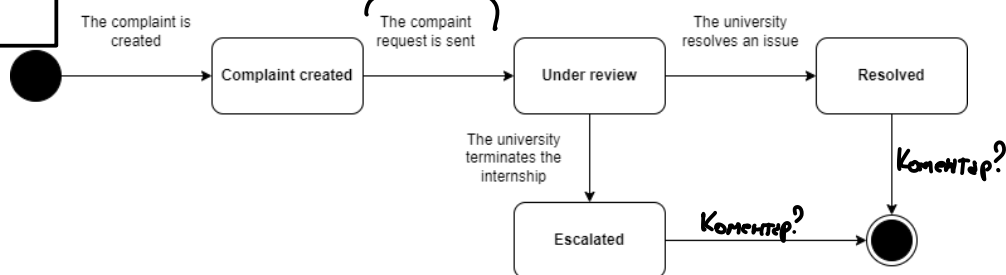 The complaint is
created
The compaint
request is sent
The university
resolves an issue
Complaint created
Under review
Resolved
The university
terminates the
internship
Коментар?
Коментар?
Escalated